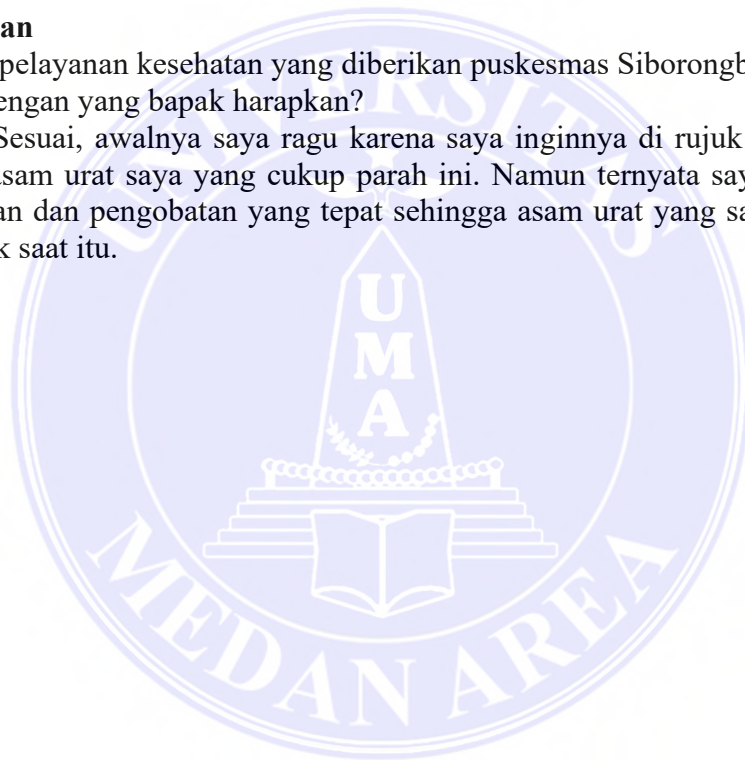 an
pelayanan kesehatan yang diberikan puskesmas Siborongb
engan yang bapak harapkan?
Sesuai, awalnya saya ragu karena saya inginnya di rujuk
asam urat saya yang cukup parah ini. Namun ternyata say
an dan pengobatan yang tepat sehingga asam urat yang sa
k saat itu.
UNIVERSITAS
UMA
MEDAN AREA